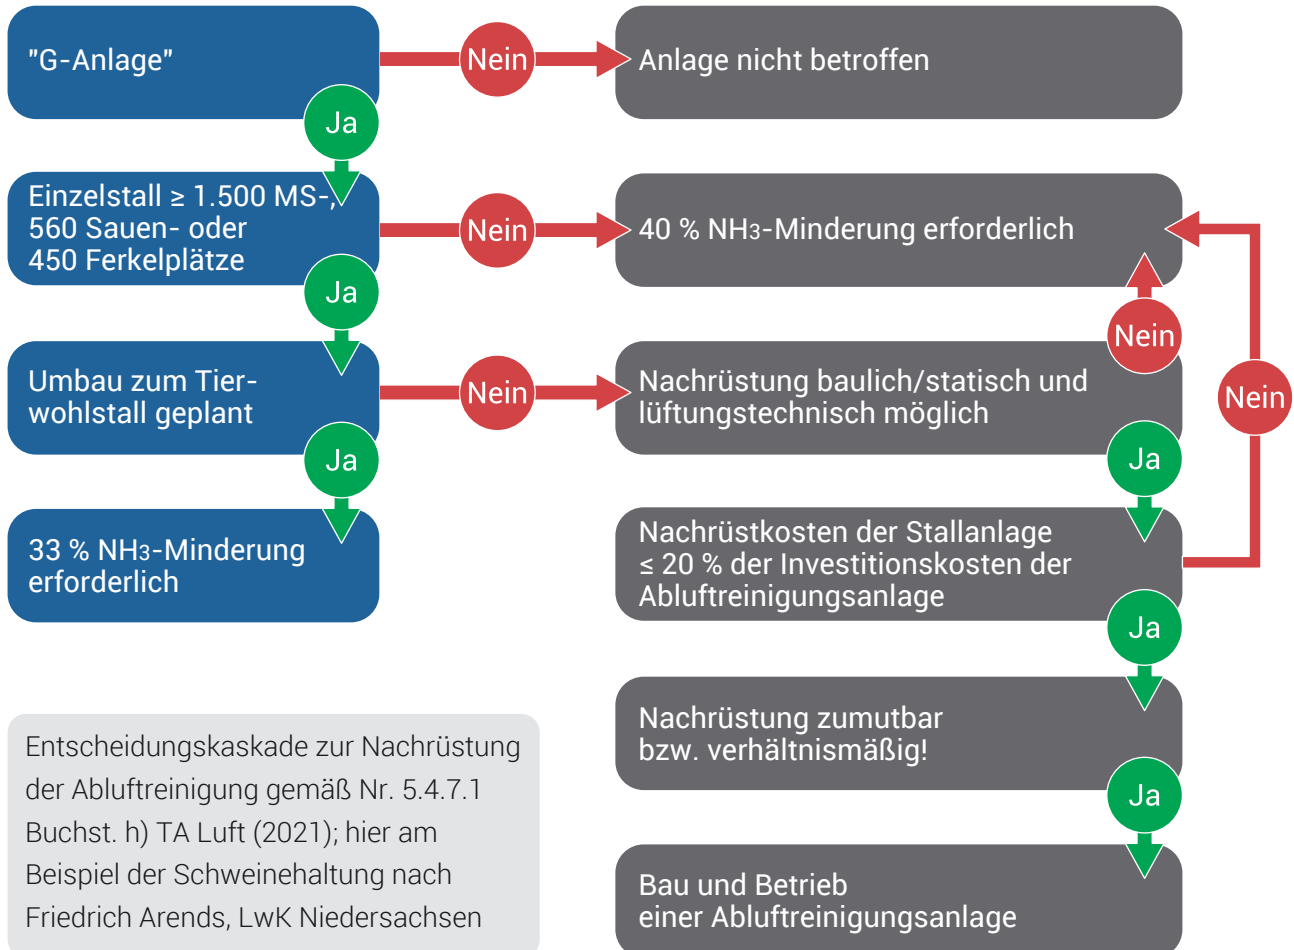 "G-Anlage"
Nein
Anlage nicht betroffen
Ja
Einzelstall ≥ 1.500 MS-,
560 Sauen- oder
450 Ferkelplätze
Nein
40 % NH3-Minderung erforderlich
Ja
Nein
Umbau zum Tier-
wohlstall geplant
Nein
Nachrüstung baulich/statisch und
lüftungstechnisch möglich
Nein
Ja
Ja
33 % NH3-Minderung
erforderlich
Nachrüstkosten der Stallanlage
≤ 20 % der Investitionskosten der
Abluftreinigungsanlage
Ja
Nachrüstung zumutbar
bzw. verhältnismäßig!
Ja
Bau und Betrieb
einer Abluftreinigungsanlage
Entscheidungskaskade zur Nachrüstung
der Abluftreinigung gemäß Nr. 5.4.7.1
Buchst. h) TA Luft (2021); hier am
Beispiel der Schweinehaltung nach
Friedrich Arends, LwK Niedersachsen